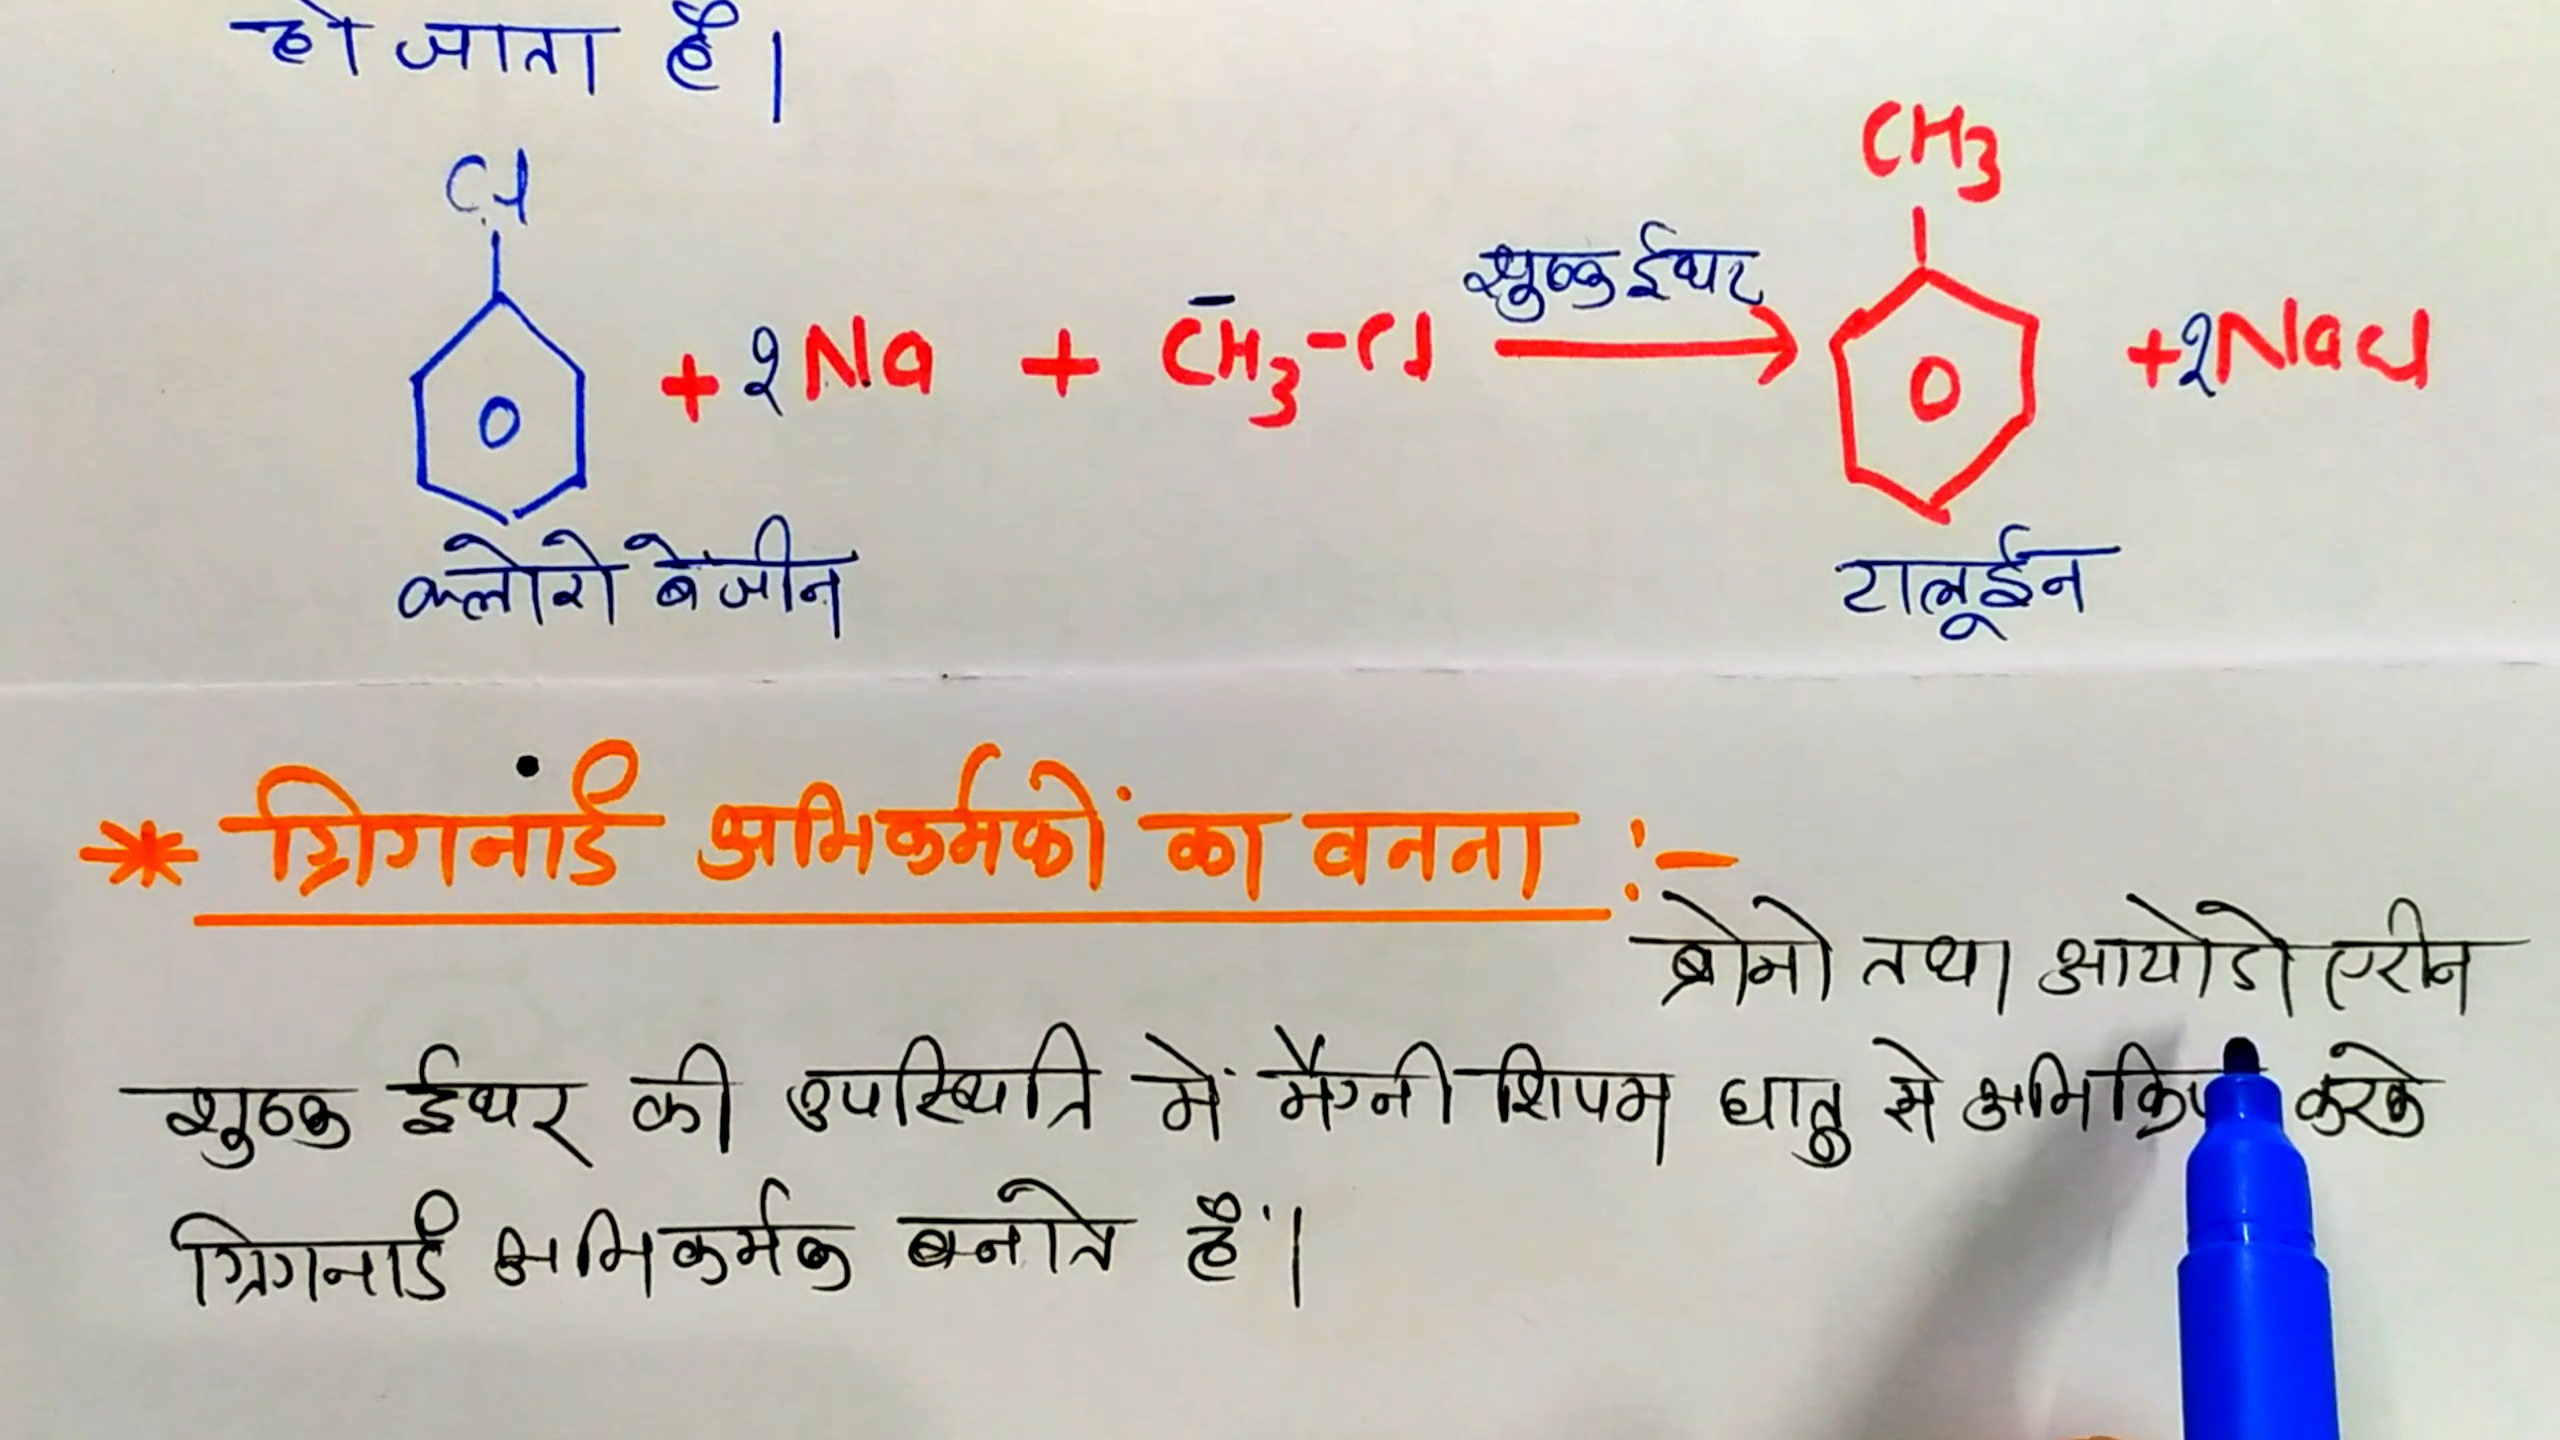 हो जाता है।
Cl CH3
+ 2Na + CH3-Cl शुष्क ईथर + 2NaCl
क्लोरो बेजीन टालूईन
* ग्रिगनार्ड अभिकर्मकों का बनना :-
ब्रोमो तथा आयोडो एरीन
शुष्क ईथर की उपस्थिति में मैग्नीशियम धातु से करके
ग्रिगनार्ड अभिकर्मक बनाते हैं।